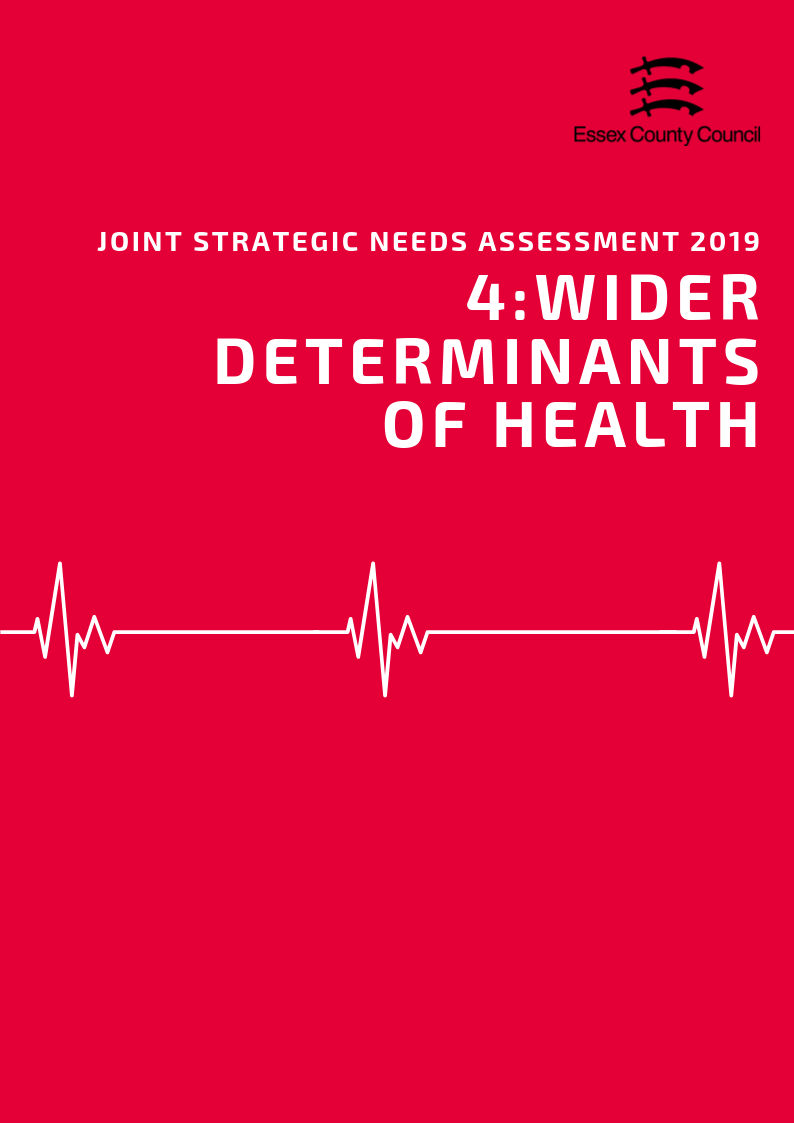 Essex County Council
JOINT STRATEGIC NEEDS ASSESSMENT 2019
4:WIDER
DETERMINANTS
OF HEALTH